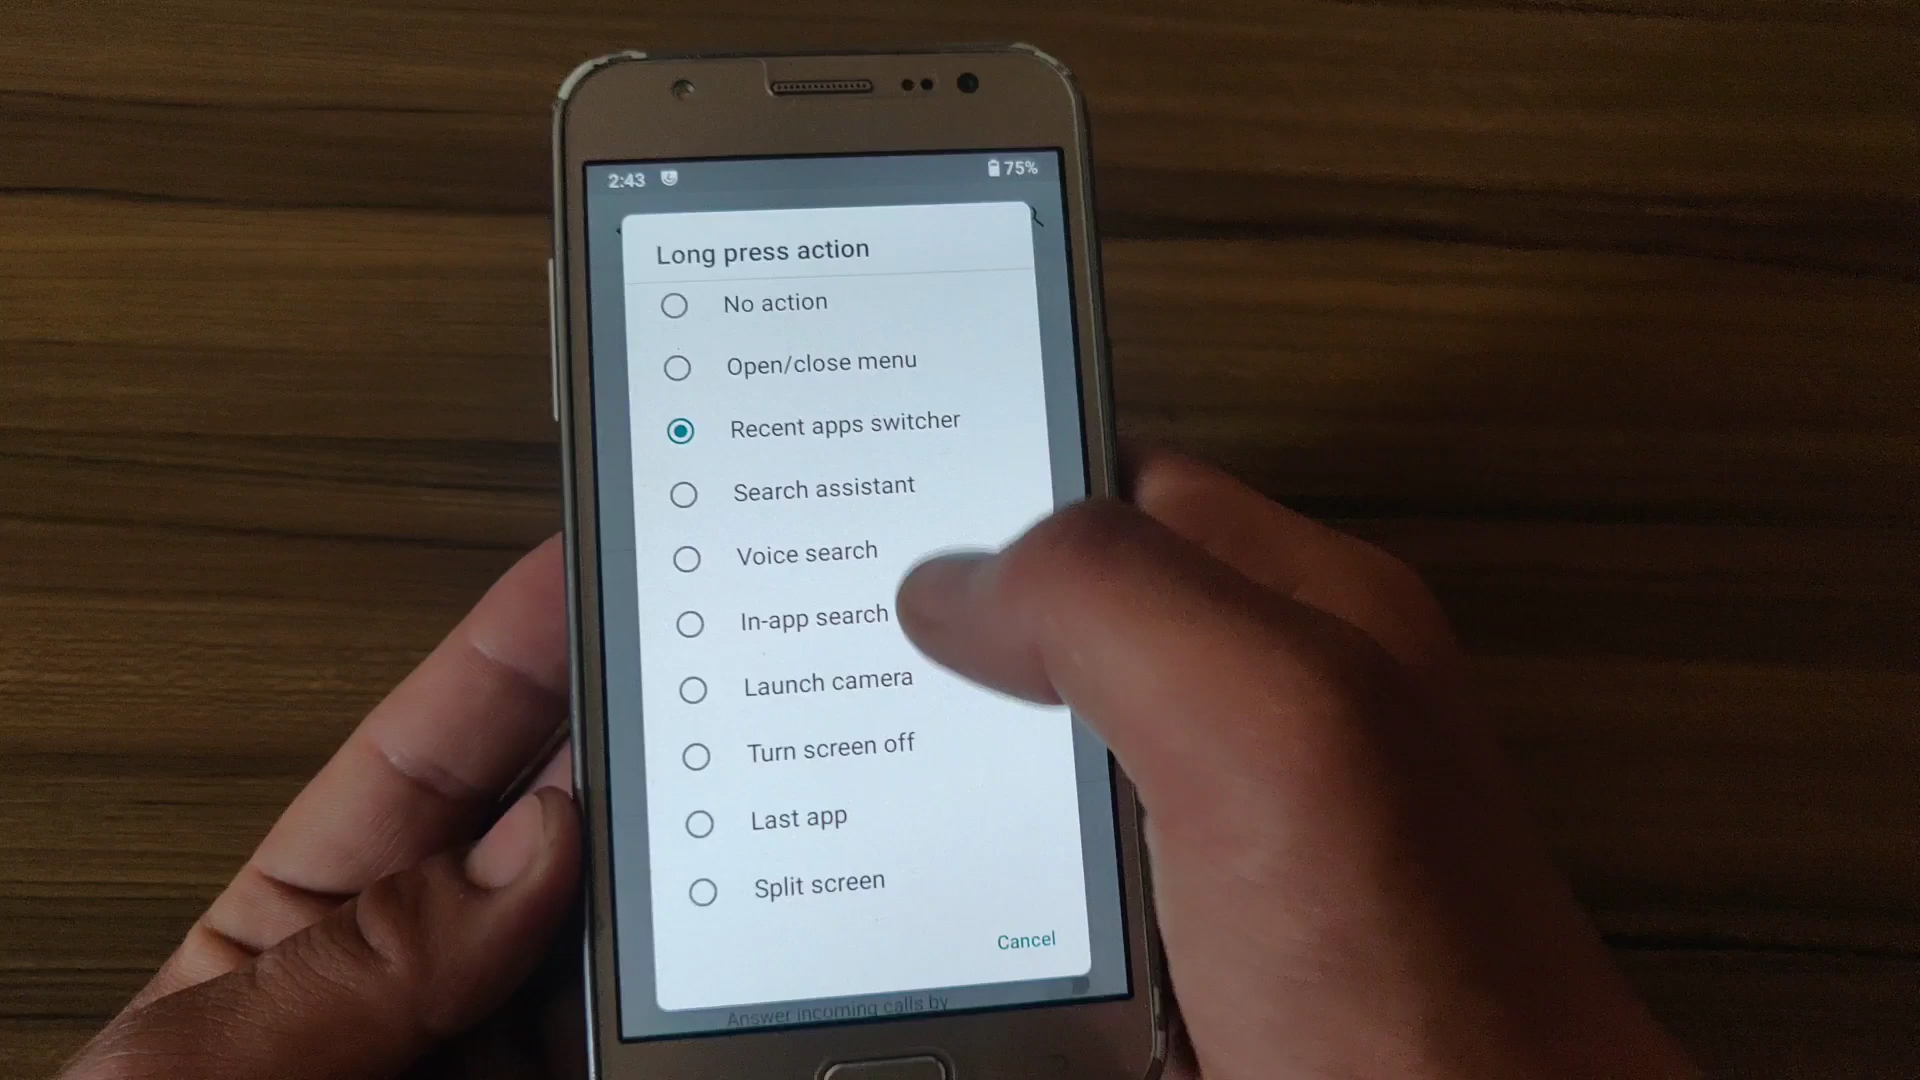 2:43
75%
Long press action
No action
Open/close menu
Recent apps switcher
Search assistant
Voice search
In-app search
Launch camera
Turn screen off
Last app
Split screen
Cancel
Answer incoming calls by